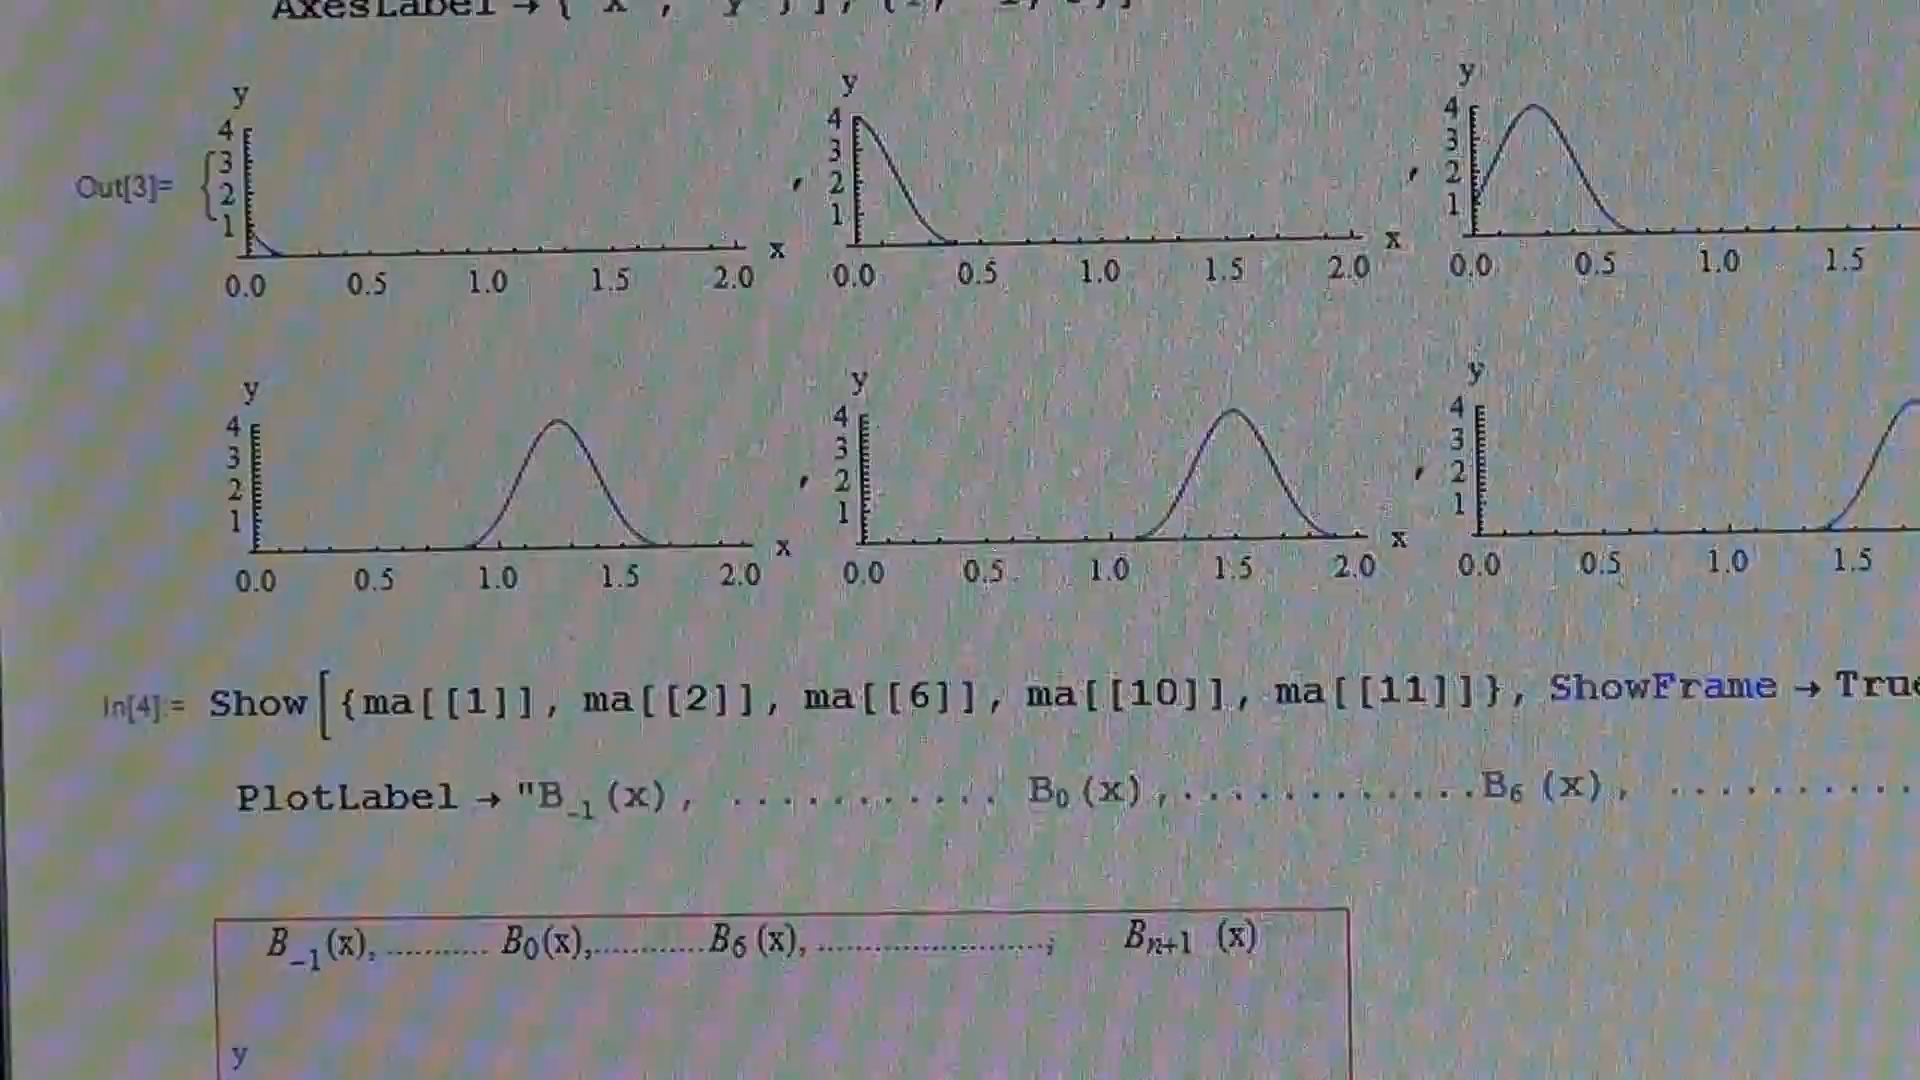 AxesLabel → {"x", "y"}],
y y y
Out[3]= { 4 3 2 1 x , 4 3 2 1 x , 4 3 2 1
0.0 0.5 1.0 1.5 2.0 0.0 0.5 1.0 1.5 2.0 0.0 0.5 1.0 1.5
y y y
4 3 2 1 x , 4 3 2 1 x , 4 3 2 1
0.0 0.5 1.0 1.5 2.0 0.0 0.5 1.0 1.5 2.0 0.0 0.5 1.0 1.5
In[4]:= Show[{ma[[1]], ma[[2]], ma[[6]], ma[[10]], ma[[11]]}, ShowFrame → True
PlotLabel → "B₋₁(x), ........... B₀(x),.............B₆ (x), ..........
B₋₁(x), ........... B₀(x),...........B₆ (x), ......................., Bₙ₊₁ (x)
y